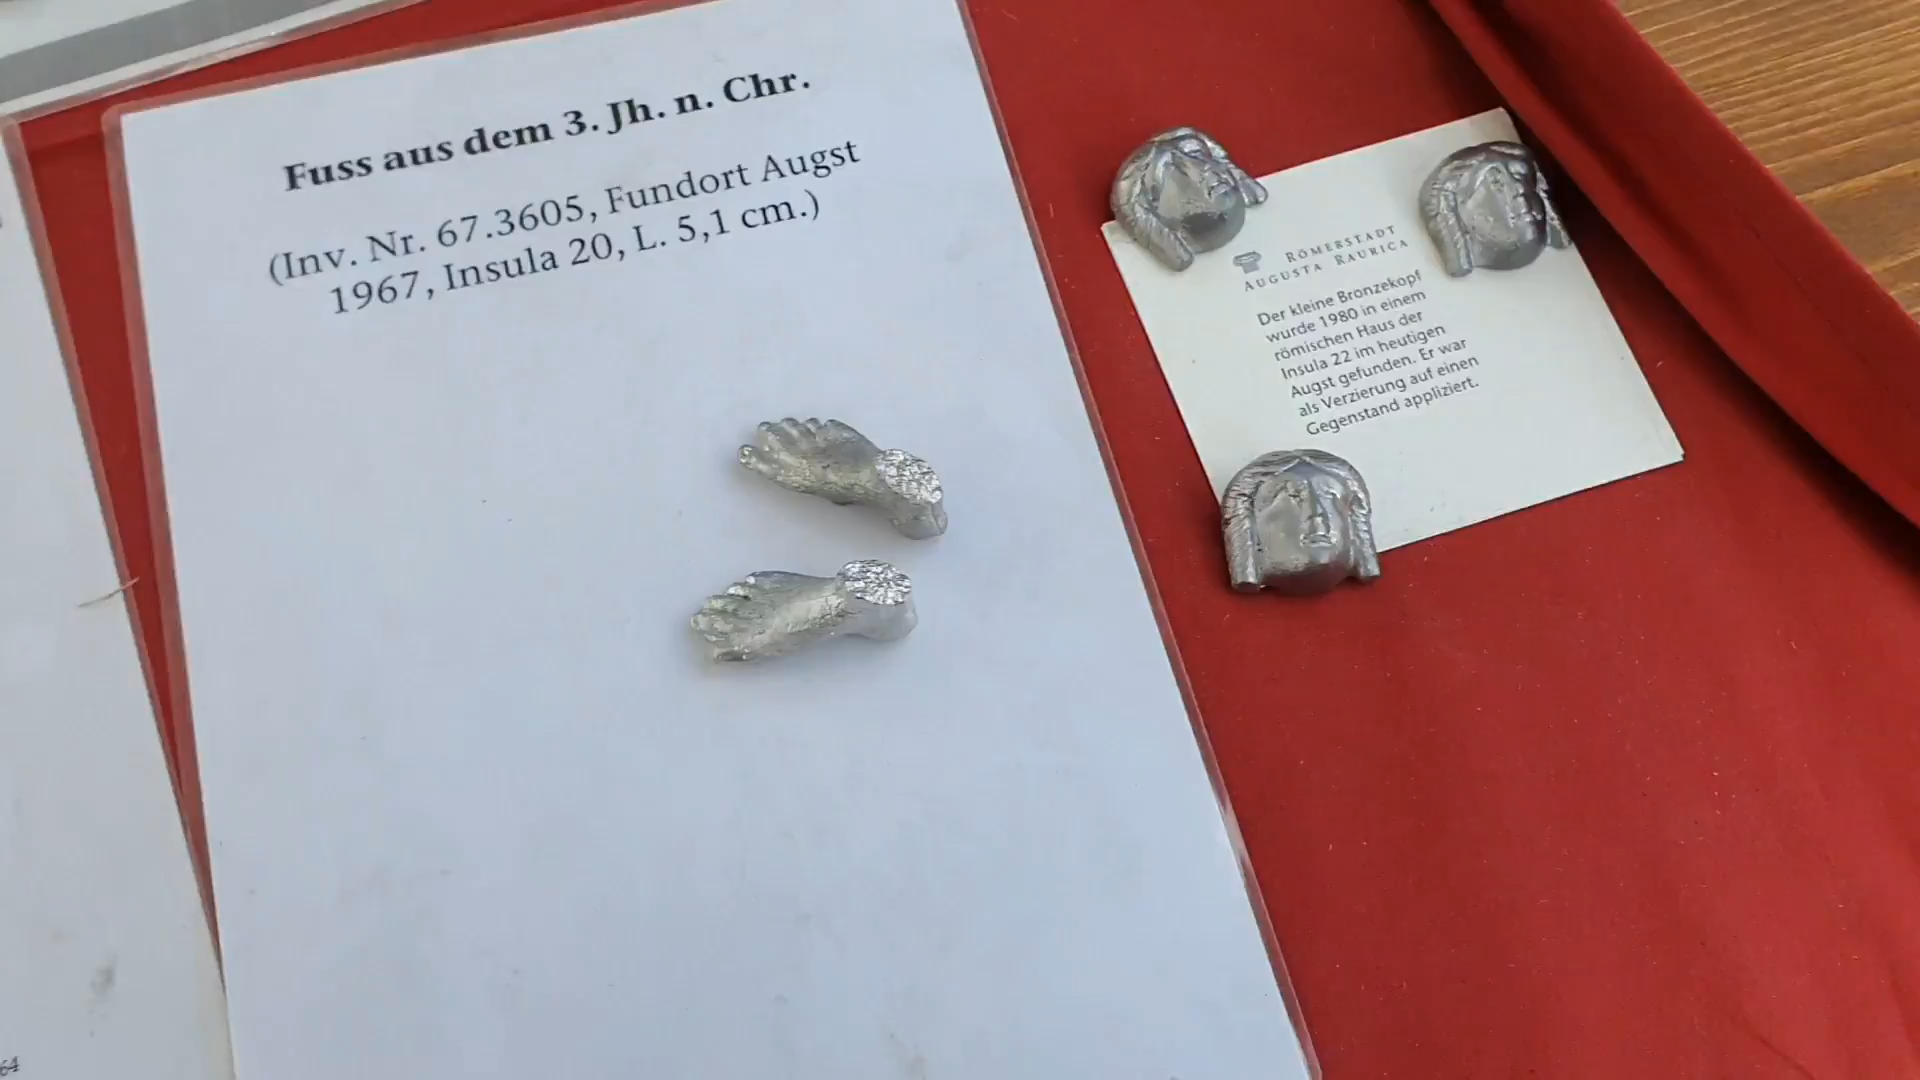 Fuss aus dem 3. Jh. n. Chr.
(Inv. Nr. 67.3605, Fundort Augst
1967, Insula 20, L. 5,1 cm.)
RÖMERSTADT
AUGUSTA RAURICA
Der kleine Bronzekopf
wurde 1980 in einem
römischen Haus der
Insula 22 im heutigen
Augst gefunden. Er war
als Verzierung auf einen
Gegenstand appliziert.
64